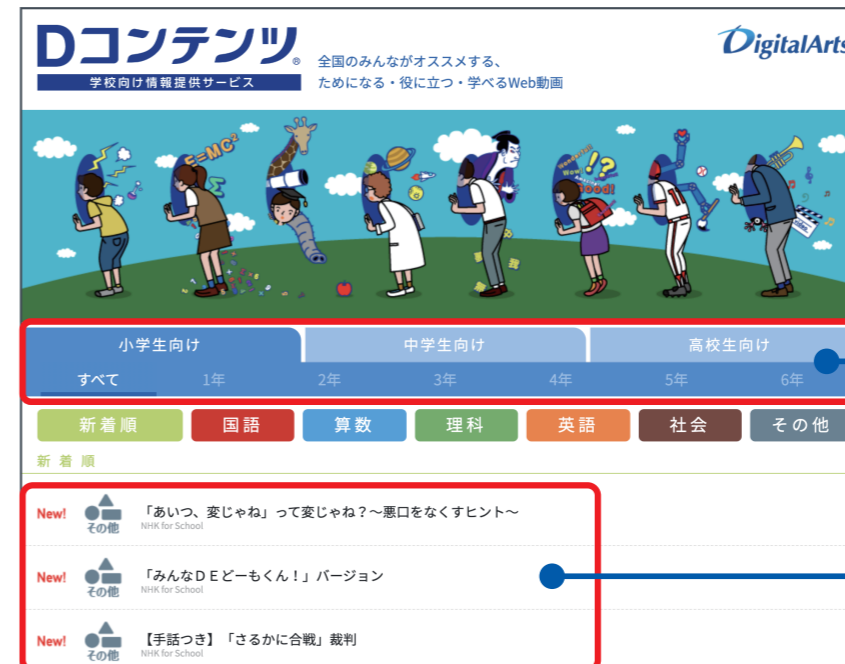 Dコンテンツ®
学校向け情報提供サービス
全国のみんながオススメする、
ためになる・役に立つ・学べるWeb動画
DigitalArts
E=MC²
Σ
Wonderful!
Wow!
!?
Good!
1
小学生向け 中学生向け 高校生向け
すべて 1年 2年 3年 4年 5年 6年
新着順 国語 算数 理科 英語 社会 その他
新着順
New! その他 「あいつ、変じゃね」って変じゃね？～悪口をなくすヒント～
NHK for School
New! その他 「みんなＤＥどーもくん！」バージョン
NHK for School
New! その他 【手話つき】「さるかに合戦」裁判
NHK for School